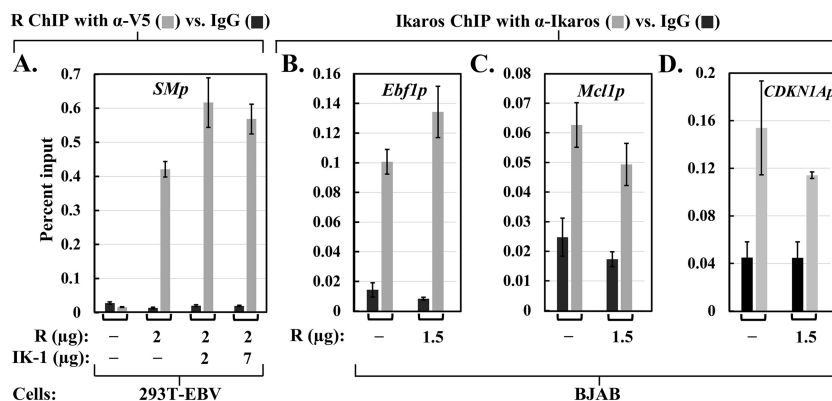 R ChIP with α-V5 ( ) vs. IgG ( )
Ikaros ChIP with α-Ikaros ( ) vs. IgG ( )
A.
B.
C.
D.
SMp
Ebf1p
Mcl1p
CDKN1Ap
Percent input
0.7
0.6
0.5
0.4
0.3
0.2
0.1
0
0.16
0.14
0.12
0.1
0.08
0.06
0.04
0.02
0
0.08
0.07
0.06
0.05
0.04
0.03
0.02
0.01
0
0.2
0.16
0.12
0.08
0.04
0
R (μg): – 2 2 2
IK-1 (μg): – – 2 7
R (μg): – 1.5 – 1.5 – 1.5
Cells: 293T-EBV BJAB